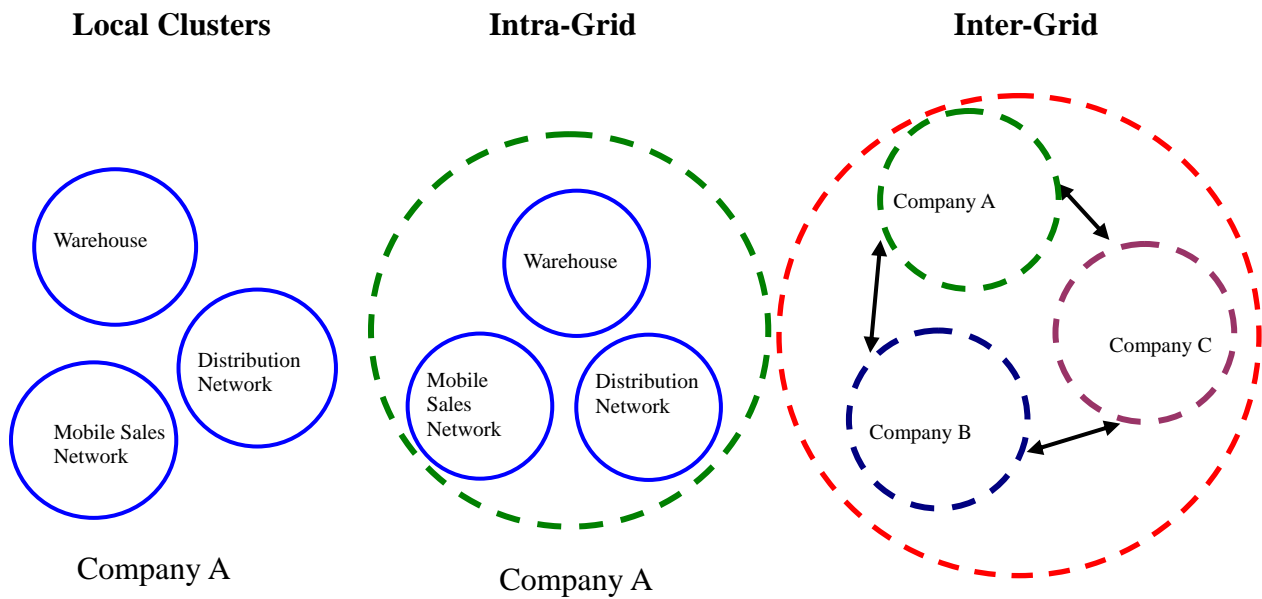 Local Clusters
Warehouse
Distribution
Network
Mobile Sales
Network
Company A
Intra-Grid
Warehouse
Mobile
Sales
Network
Distribution
Network
Company A
Inter-Grid
Company A
Company C
Company B